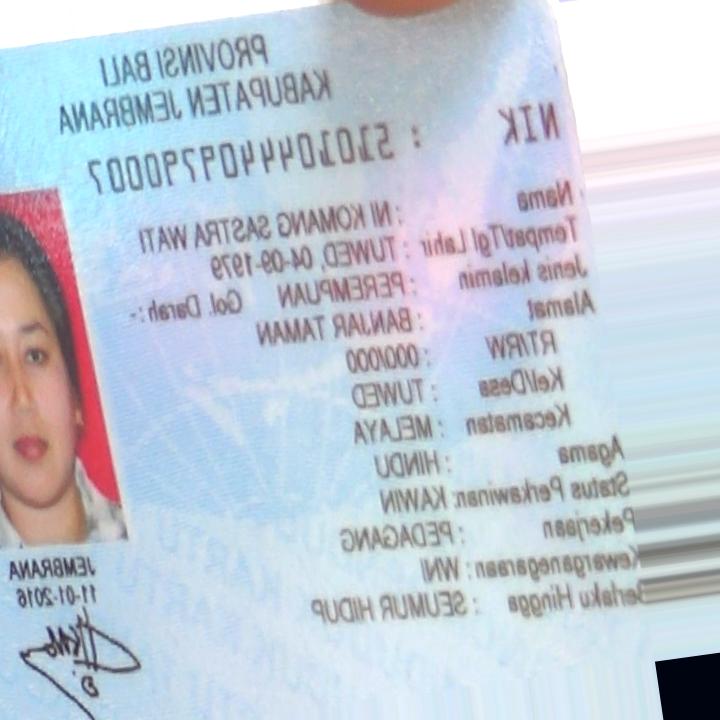 PROVINSI BALI
KABUPATEN JEMBRANA
NIK : 5101044409790007
Nama : NI KOMANG SASTRA WATI
Tempat/Tgl Lahir : TUWED, 04-09-1979
Jenis kelamin : PEREMPUAN Gol. Darah : -
Alamat : BANJAR TAMAN
RT/RW : 000/000
Kel/Desa : TUWED
Kecamatan : MELAYA
Agama : HINDU
Status Perkawinan: KAWIN
Pekerjaan : PEDAGANG
Kewarganegaraan: WNI
Berlaku Hingga : SEUMUR HIDUP
JEMBRANA
11-01-2016